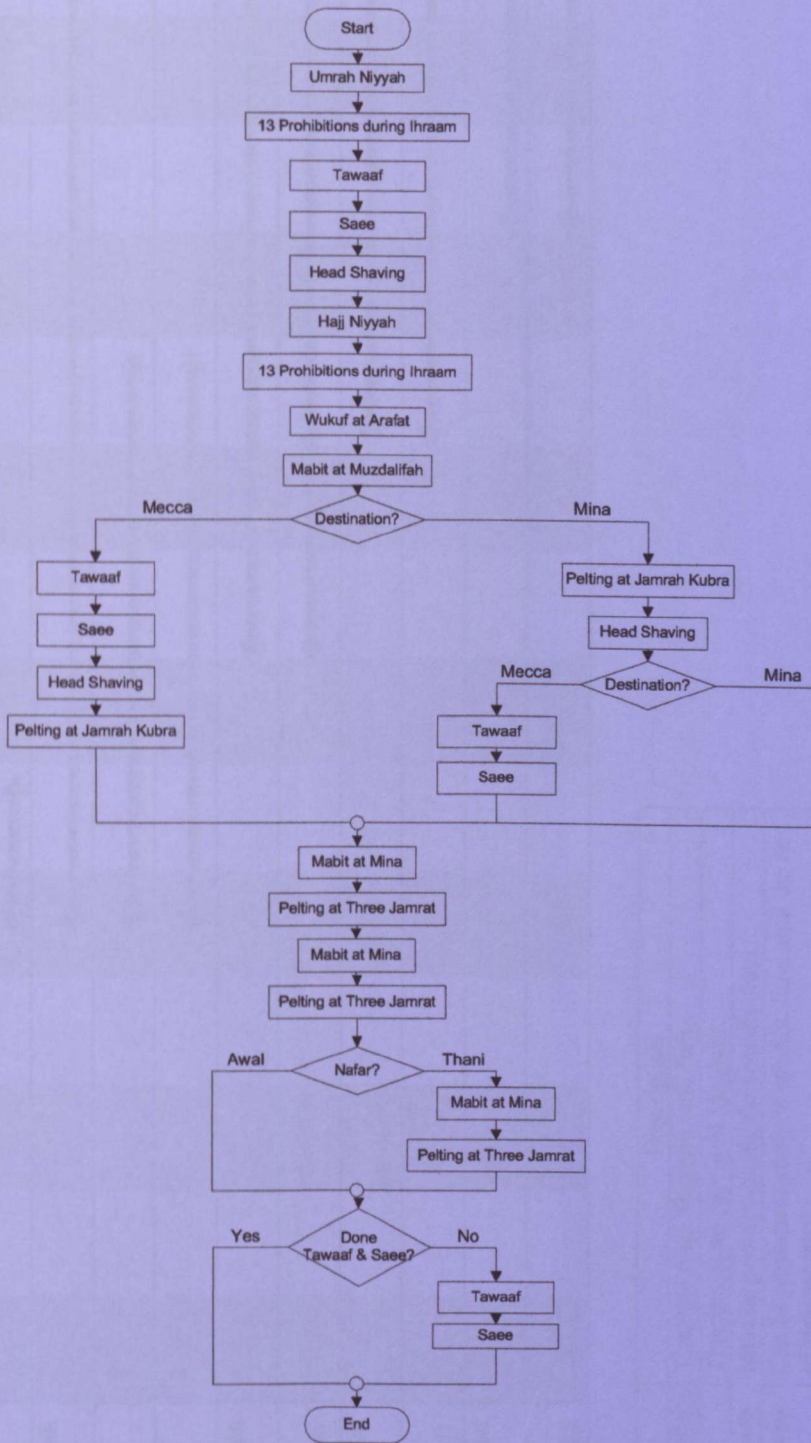 Start
Umrah Niyyah
13 Prohibitions during Ihraam
Tawaaf
Saee
Head Shaving
Hajj Niyyah
13 Prohibitions during Ihraam
Wukuf at Arafat
Mabit at Muzdalifah
Mecca
Destination?
Mina
Tawaaf
Saee
Head Shaving
Pelting at Jamrah Kubra
Pelting at Jamrah Kubra
Head Shaving
Mecca
Destination?
Mina
Tawaaf
Saee
Mabit at Mina
Pelting at Three Jamrat
Mabit at Mina
Pelting at Three Jamrat
Awal
Nafar?
Thani
Mabit at Mina
Pelting at Three Jamrat
Yes
Done
Tawaaf & Saee?
No
Tawaaf
Saee
End